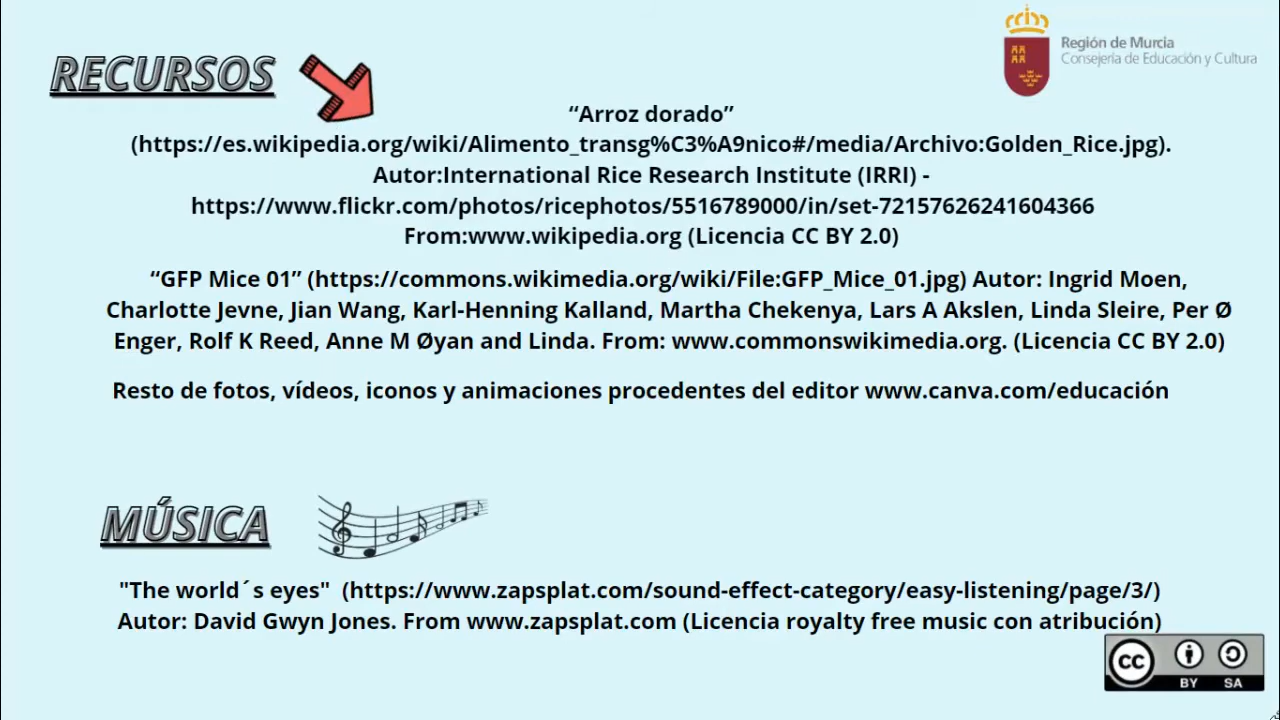 RECURSOS
Región de Murcia
Consejería de Educación y Cultura
“Arroz dorado”
(https://es.wikipedia.org/wiki/Alimento_transg%C3%A9nico#/media/Archivo:Golden_Rice.jpg).
Autor:International Rice Research Institute (IRRI) -
https://www.flickr.com/photos/ricephotos/5516789000/in/set-72157626241604366
From:www.wikipedia.org (Licencia CC BY 2.0)
“GFP Mice 01” (https://commons.wikimedia.org/wiki/File:GFP_Mice_01.jpg) Autor: Ingrid Moen,
Charlotte Jevne, Jian Wang, Karl-Henning Kalland, Martha Chekenya, Lars A Akslen, Linda Sleire, Per Ø
Enger, Rolf K Reed, Anne M Øyan and Linda. From: www.commonswikimedia.org. (Licencia CC BY 2.0)
Resto de fotos, vídeos, iconos y animaciones procedentes del editor www.canva.com/educación
MÚSICA
"The world´s eyes" (https://www.zapsplat.com/sound-effect-category/easy-listening/page/3/)
Autor: David Gwyn Jones. From www.zapsplat.com (Licencia royalty free music con atribución)
CC
BY SA